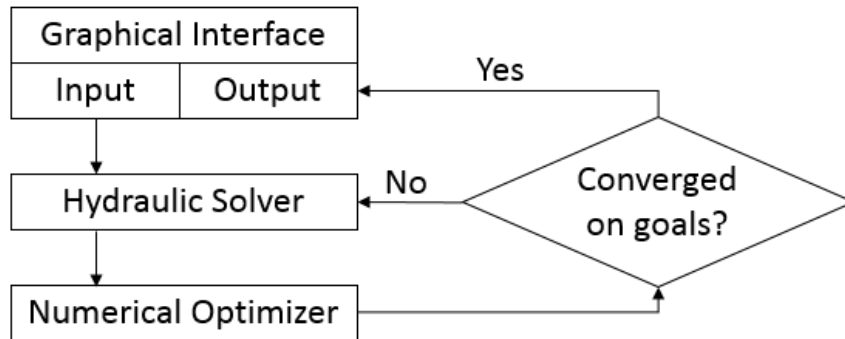 Graphical Interface
Input
Output
Yes
Hydraulic Solver
No
Converged
on goals?
Numerical Optimizer